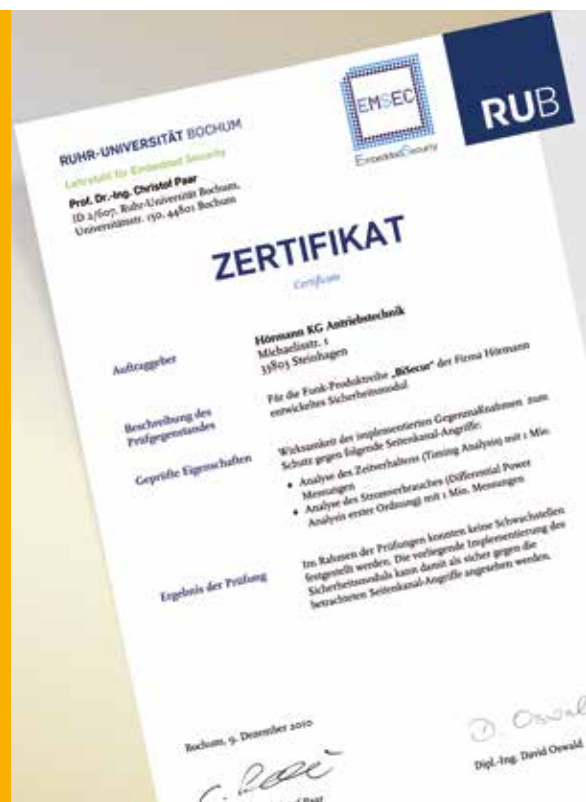 EMSEC
EmbeddedSecurity
RUB
RUHR-UNIVERSITÄT BOCHUM
Lehrstuhl für Embedded Security
Prof. Dr.-Ing. Christof Paar
ID 2/607, Ruhr-Universität Bochum,
Universitätsstr. 150, 44801 Bochum
ZERTIFIKAT
Certificate
Auftraggeber
Hörmann KG Antriebstechnik
Michaelisstr. 1
33803 Steinhagen
Beschreibung des
Prüfgegenstandes
Für die Funk-Produktreihe „BiSecur" der Firma Hörmann
entwickeltes Sicherheitsmodul
Geprüfte Eigenschaften
Wirksamkeit der implementierten Gegenmaßnahmen zum
Schutz gegen folgende Seitenkanal-Angriffe:
• Analyse des Zeitverhaltens (Timing Analysis) mit 1 Mio.
Messungen
• Analyse des Stromverbrauches (Differential Power
Analysis erster Ordnung) mit 1 Mio. Messungen
Ergebnis der Prüfung
Im Rahmen der Prüfungen konnten keine Schwachstellen
festgestellt werden. Die vorliegende Implementierung des
Sicherheitsmoduls kann damit als sicher gegen die
betrachteten Seitenkanal-Angriffe angesehen werden.
Bochum, 9. Dezember 2010
D. Oswal
Dipl.-Ing. David Oswald
Paar